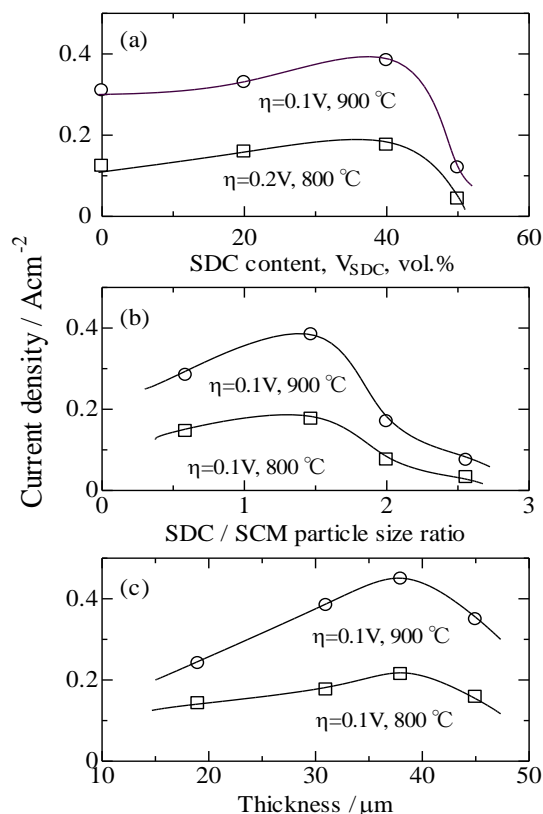 (a)
0.4
η=0.1V, 900 ℃
0.2
η=0.2V, 800 ℃
0
0 20 40 60
SDC content, V_SDC, vol.%
(b)
0.4
η=0.1V, 900 ℃
0.2
η=0.1V, 800 ℃
0
0 1 2 3
SDC / SCM particle size ratio
Current density / Acm⁻²
(c)
0.4
η=0.1V, 900 ℃
0.2
η=0.1V, 800 ℃
0
10 20 30 40 50
Thickness /μm